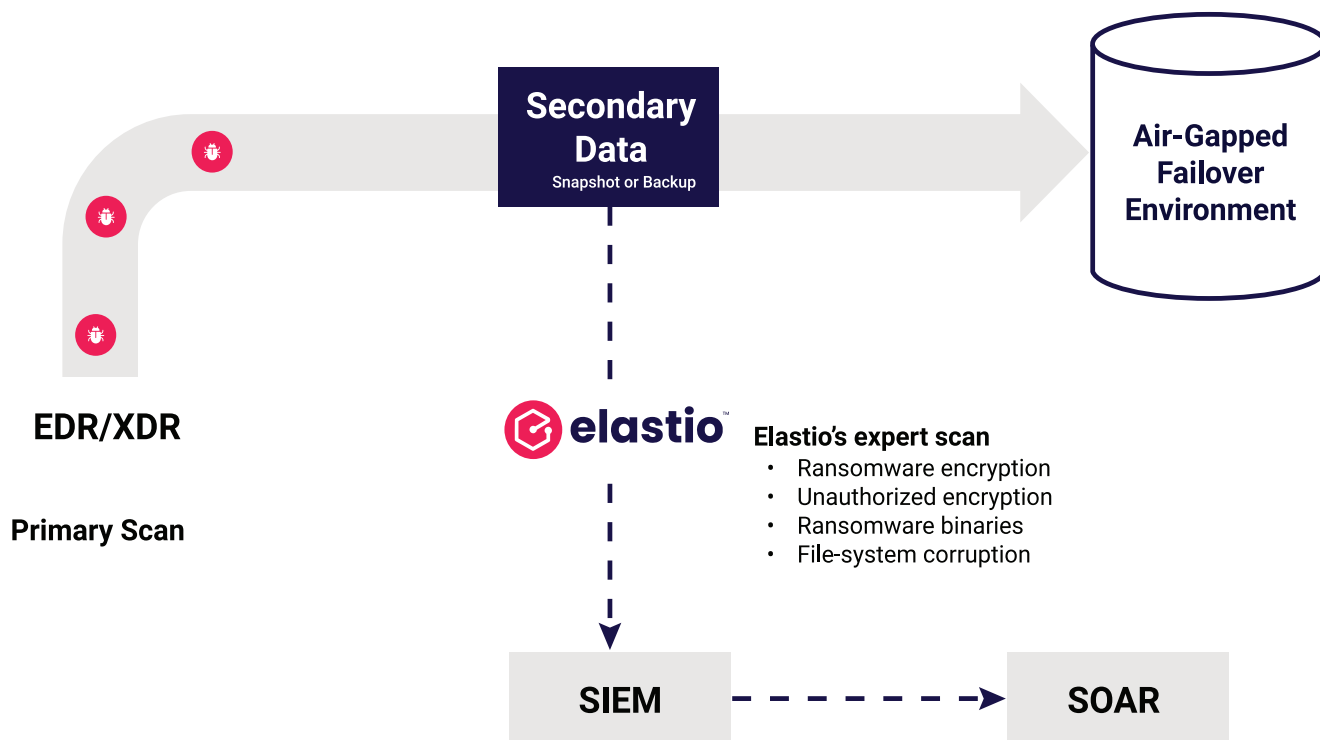 Secondary
Data
Snapshot or Backup
Air-Gapped
Failover
Environment
EDR/XDR
Primary Scan
elastio™
Elastio’s expert scan
• Ransomware encryption
• Unauthorized encryption
• Ransomware binaries
• File-system corruption
SIEM
SOAR